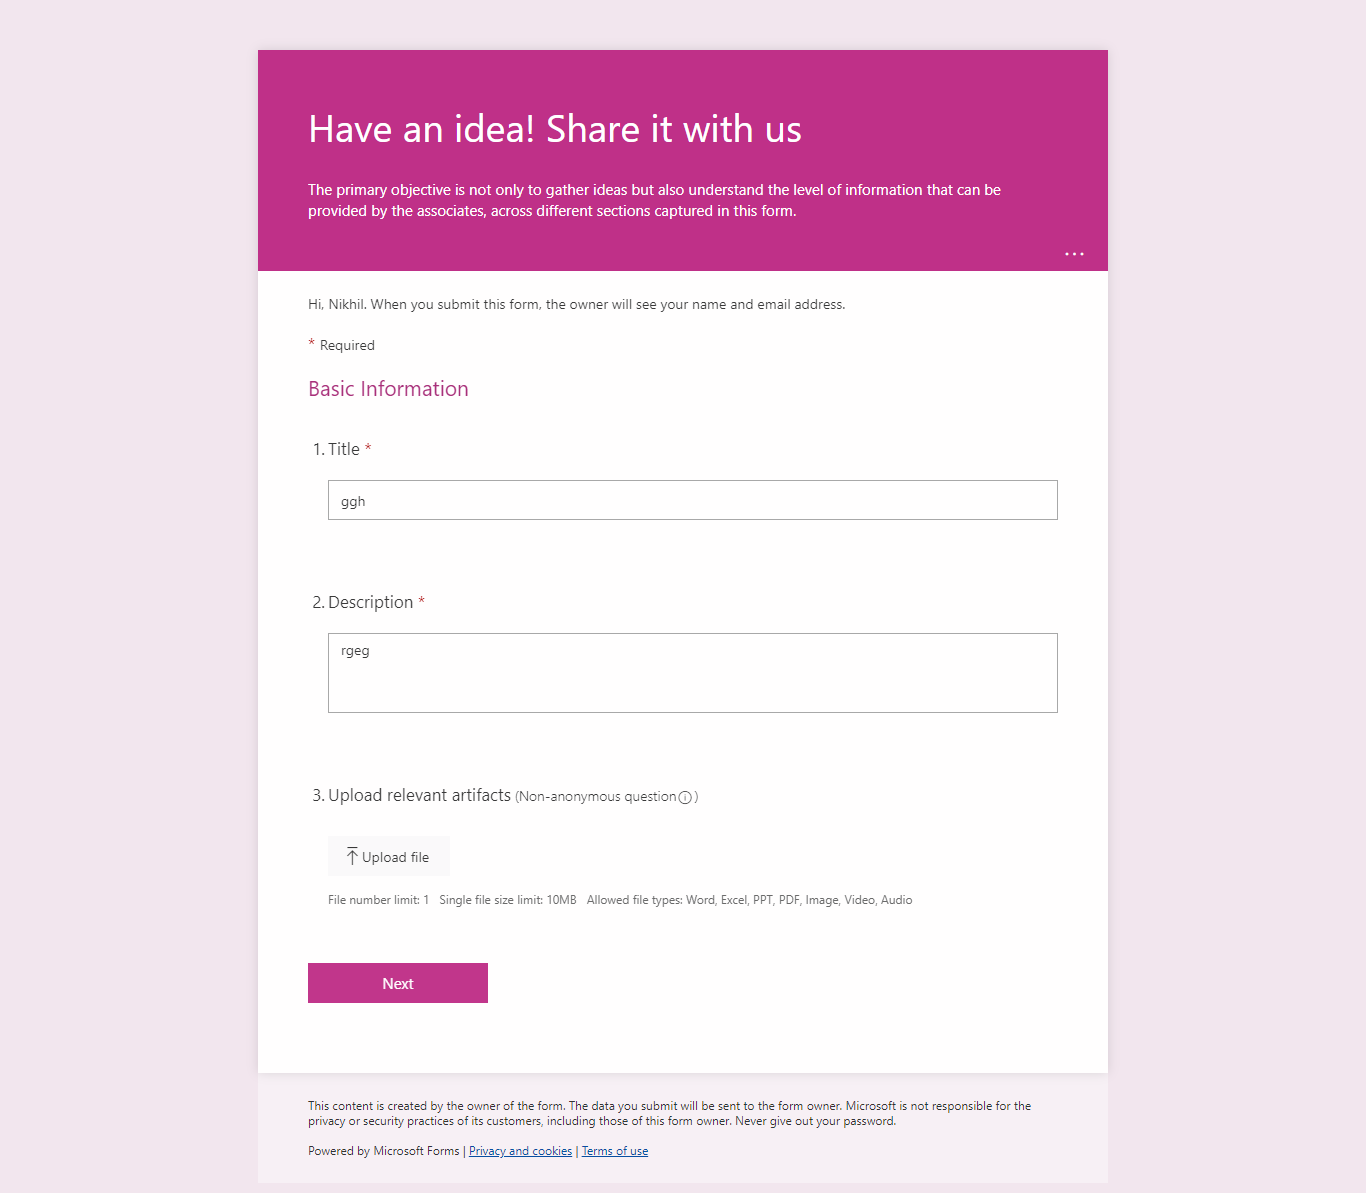 Have an idea! Share it with us
The primary objective is not only to gather ideas but also understand the level of information that can be
provided by the associates, across different sections captured in this form.
...
Hi, Nikhil. When you submit this form, the owner will see your name and email address.
* Required
Basic Information
1. Title *
ggh
2. Description *
rgeg
3. Upload relevant artifacts (Non-anonymous question ⓘ)
Upload file
File number limit: 1 Single file size limit: 10MB Allowed file types: Word, Excel, PPT, PDF, Image, Video, Audio
Next
This content is created by the owner of the form. The data you submit will be sent to the form owner. Microsoft is not responsible for the
privacy or security practices of its customers, including those of this form owner. Never give out your password.
Powered by Microsoft Forms | Privacy and cookies | Terms of use